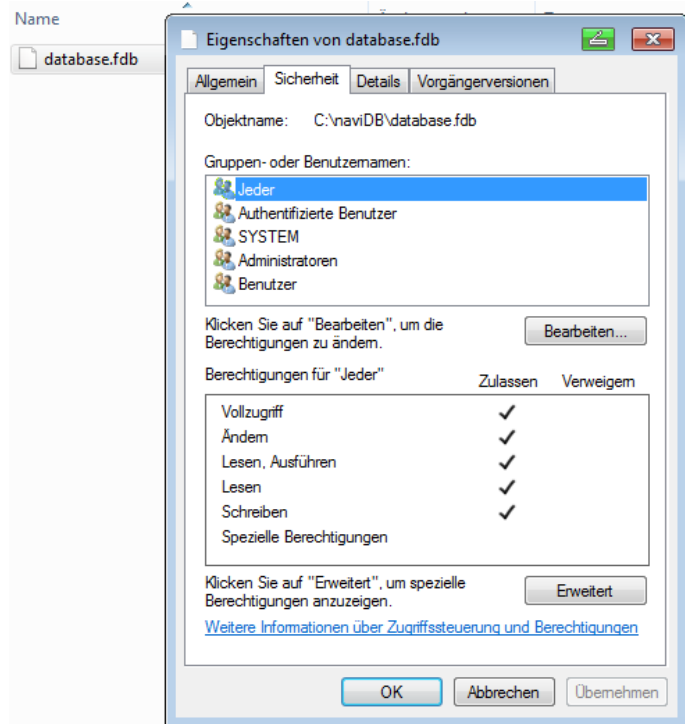 Name
database.fdb
Eigenschaften von database.fdb
Allgemein Sicherheit Details Vorgängerversionen
Objektname: C:\naviDB\database.fdb
Gruppen- oder Benutzernamen:
Jeder
Authentifizierte Benutzer
SYSTEM
Administratoren
Benutzer
Klicken Sie auf "Bearbeiten", um die
Berechtigungen zu ändern.
Bearbeiten...
Berechtigungen für "Jeder" Zulassen Verweigern
Vollzugriff
Ändern
Lesen, Ausführen
Lesen
Schreiben
Spezielle Berechtigungen
Klicken Sie auf "Erweitert", um spezielle
Berechtigungen anzuzeigen.
Erweitert
Weitere Informationen über Zugriffssteuerung und Berechtigungen
OK Abbrechen Übernehmen